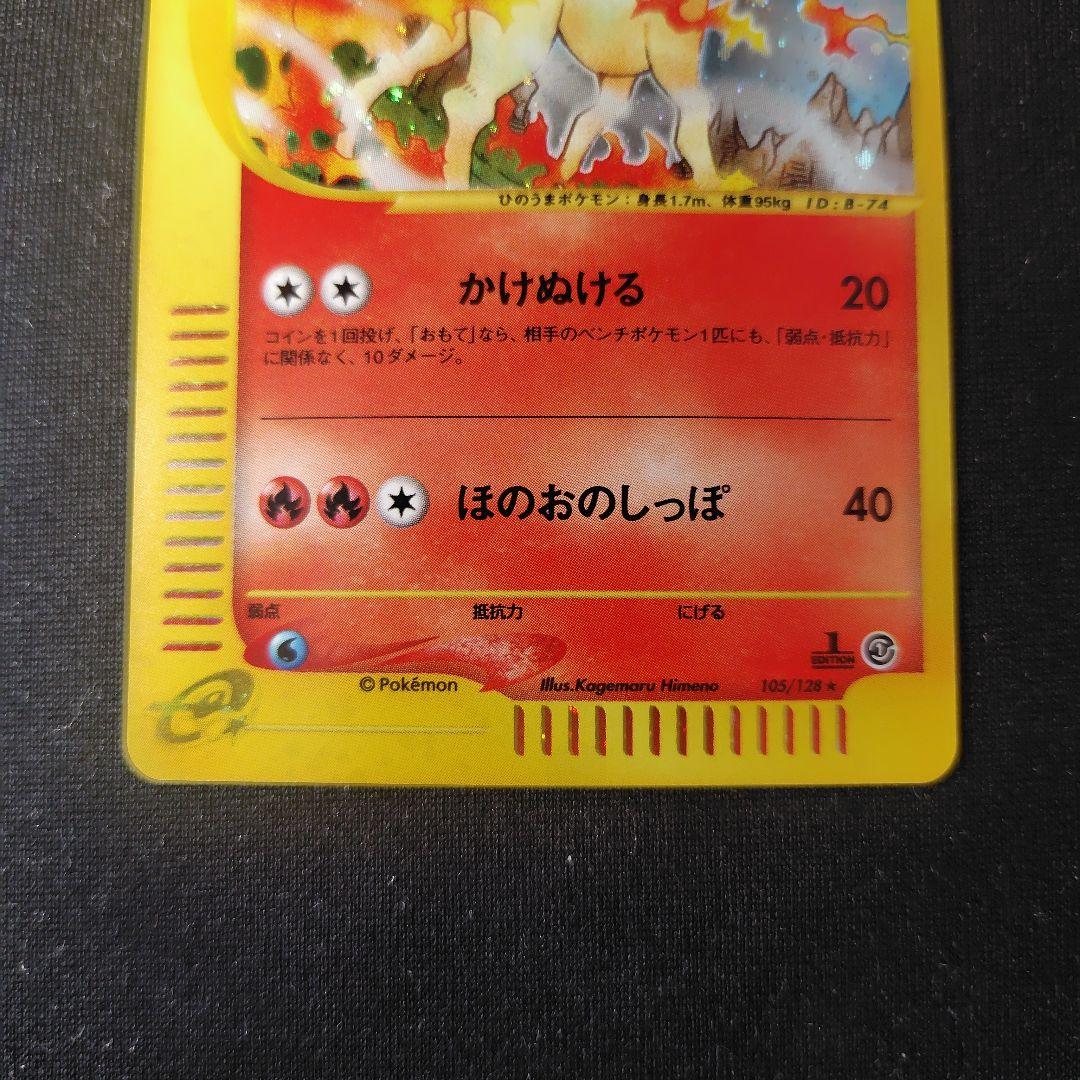 ひのうまポケモン：身長1.7m、体重95kg ID:B-74
かけぬける 20
コインを1回投げ、「おもて」なら、相手のベンチポケモン1匹にも、「弱点・抵抗力」
に関係なく、10ダメージ。
ほのおのしっぽ 40
弱点 抵抗力 にげる
1
EDITION
©Pokémon Illus.Kagemaru Himeno 105/128 ★
e